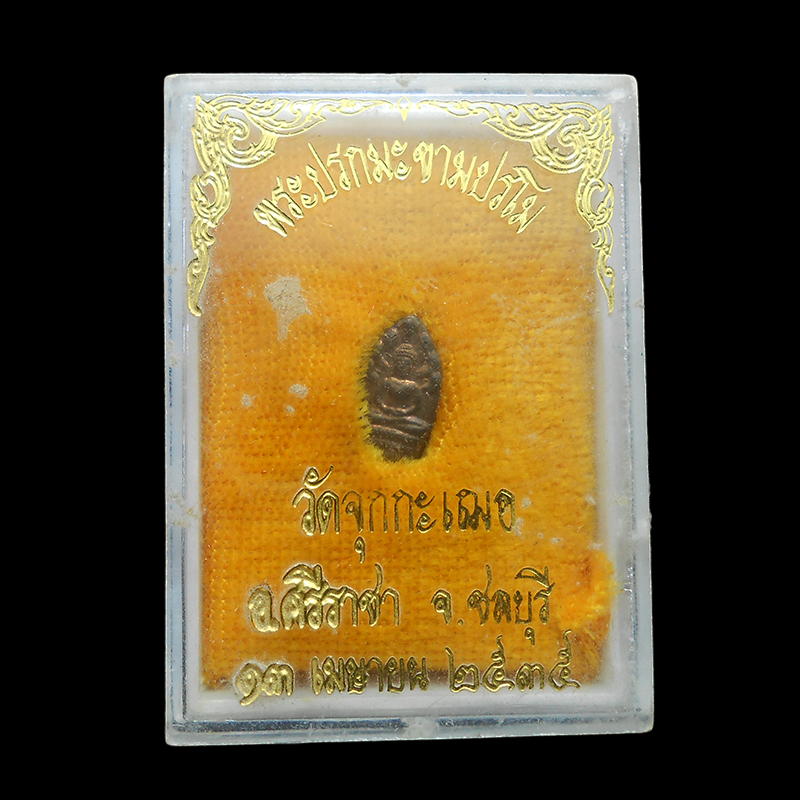 พระปรกมะขามปรโม
วัดจุกกะเฌอ
อ.ศรีราชา จ.ชลบุรี
๑๓ เมษายน ๒๕๓๕